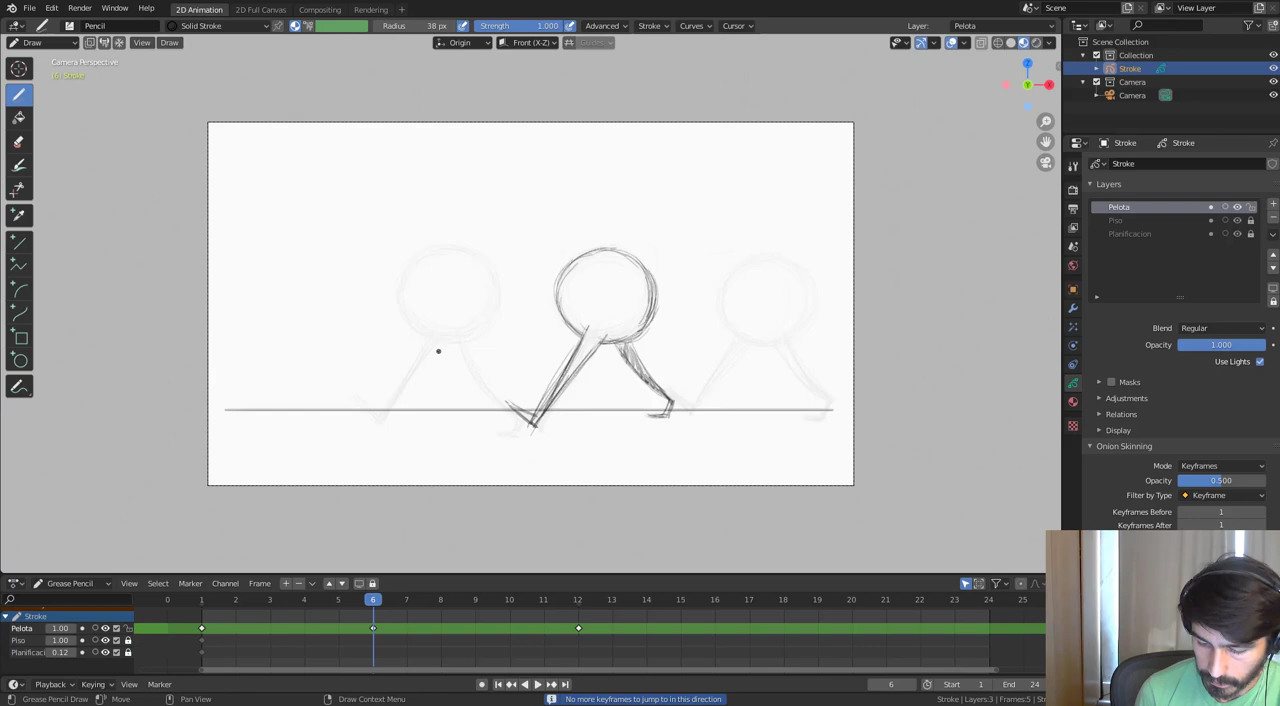 File Edit Render Window Help 2D Animation 2D Full Canvas Compositing Rendering + Scene View Layer
Pencil Solid Stroke Radius 38 px Strength 1.000 Advanced Stroke Curves Cursor Layer: Pelota
Draw View Draw Origin Front (X-Z) Guides
Scene Collection
Collection
Stroke
Camera
Camera
Camera Perspective
(6) Stroke
Z
X
Y
Stroke Stroke
Stroke
Layers
Pelota
Piso
Planificacion
Blend Regular
Opacity 1.000
Use Lights
Masks
Adjustments
Relations
Display
Onion Skinning
Mode Keyframes
Opacity 0.500
Filter by Type Keyframe
Keyframes Before 1
Keyframes After 1
Grease Pencil View Select Marker Channel Frame
0 1 2 3 4 5 6 7 8 9 10 11 12 13 14 15 16 17 18 19 20 21 22 23 24 25
Stroke
Pelota 1.00
Piso 1.00
Planificaci 0.12
Playback Keying View Marker 6 Start 1 End 24
Grease Pencil Draw Move Pan View Draw Context Menu No more keyframes to jump to in this direction Stroke | Layers:3 | Frames:5 | Str